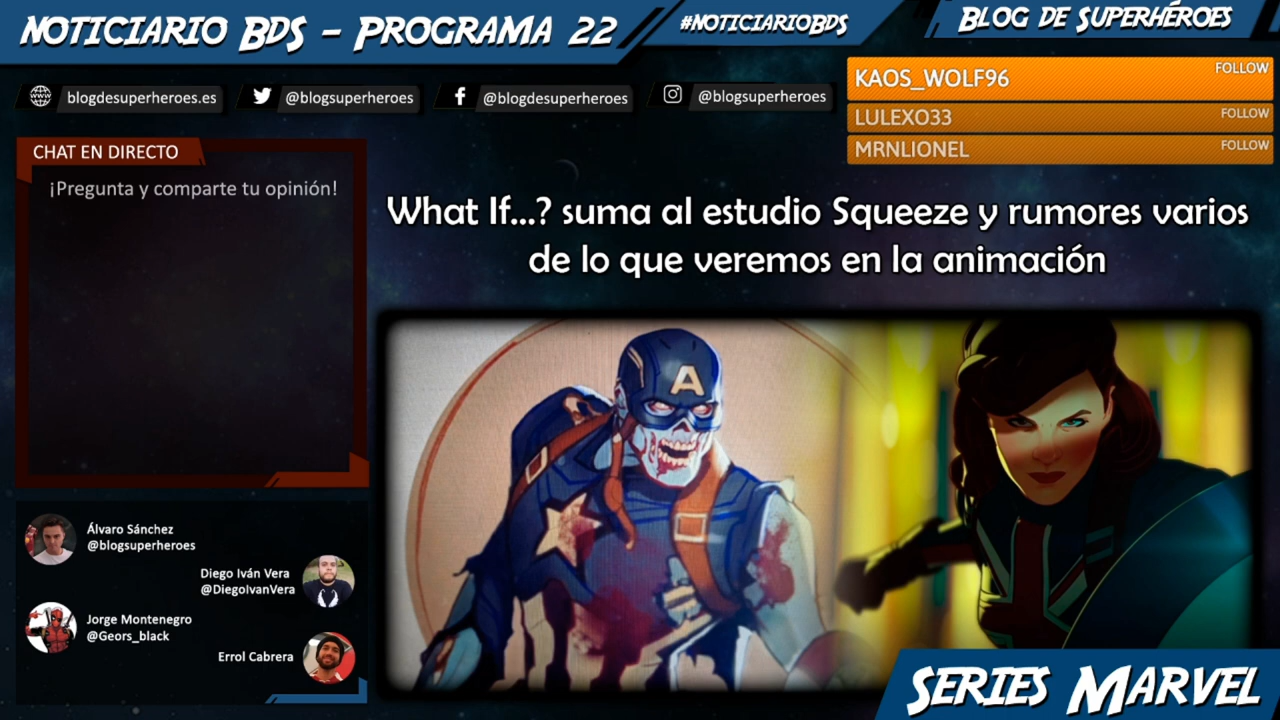 NOTICIARIO BDS - PROGRAMA 22
#NOTICIARIOBDS
BLOG DE SUPERHÉROES
blogdesuperheroes.es
@blogsuperheroes
@blogdesuperheroes
@blogsuperheroes
KAOS_WOLF96 FOLLOW
LULEXO33 FOLLOW
MRNLIONEL FOLLOW
CHAT EN DIRECTO
¡Pregunta y comparte tu opinión!
What If...? suma al estudio Squeeze y rumores varios
de lo que veremos en la animación
A
Álvaro Sánchez
@blogsuperheroes
Diego Iván Vera
@DiegoIvanVera
Jorge Montenegro
@Geors_black
Errol Cabrera
SERIES MARVEL